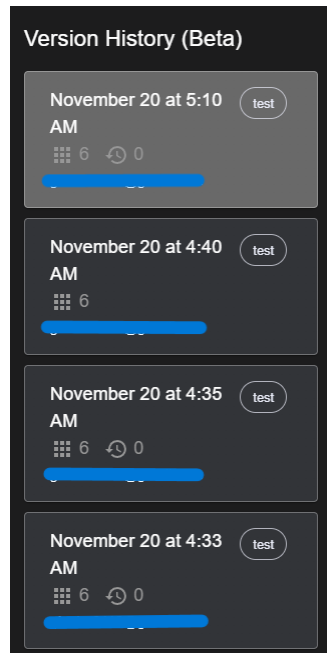 Version History (Beta)
November 20 at 5:10 AM
test
6 0
November 20 at 4:40 AM
test
6
November 20 at 4:35 AM
test
6 0
November 20 at 4:33 AM
test
6 0